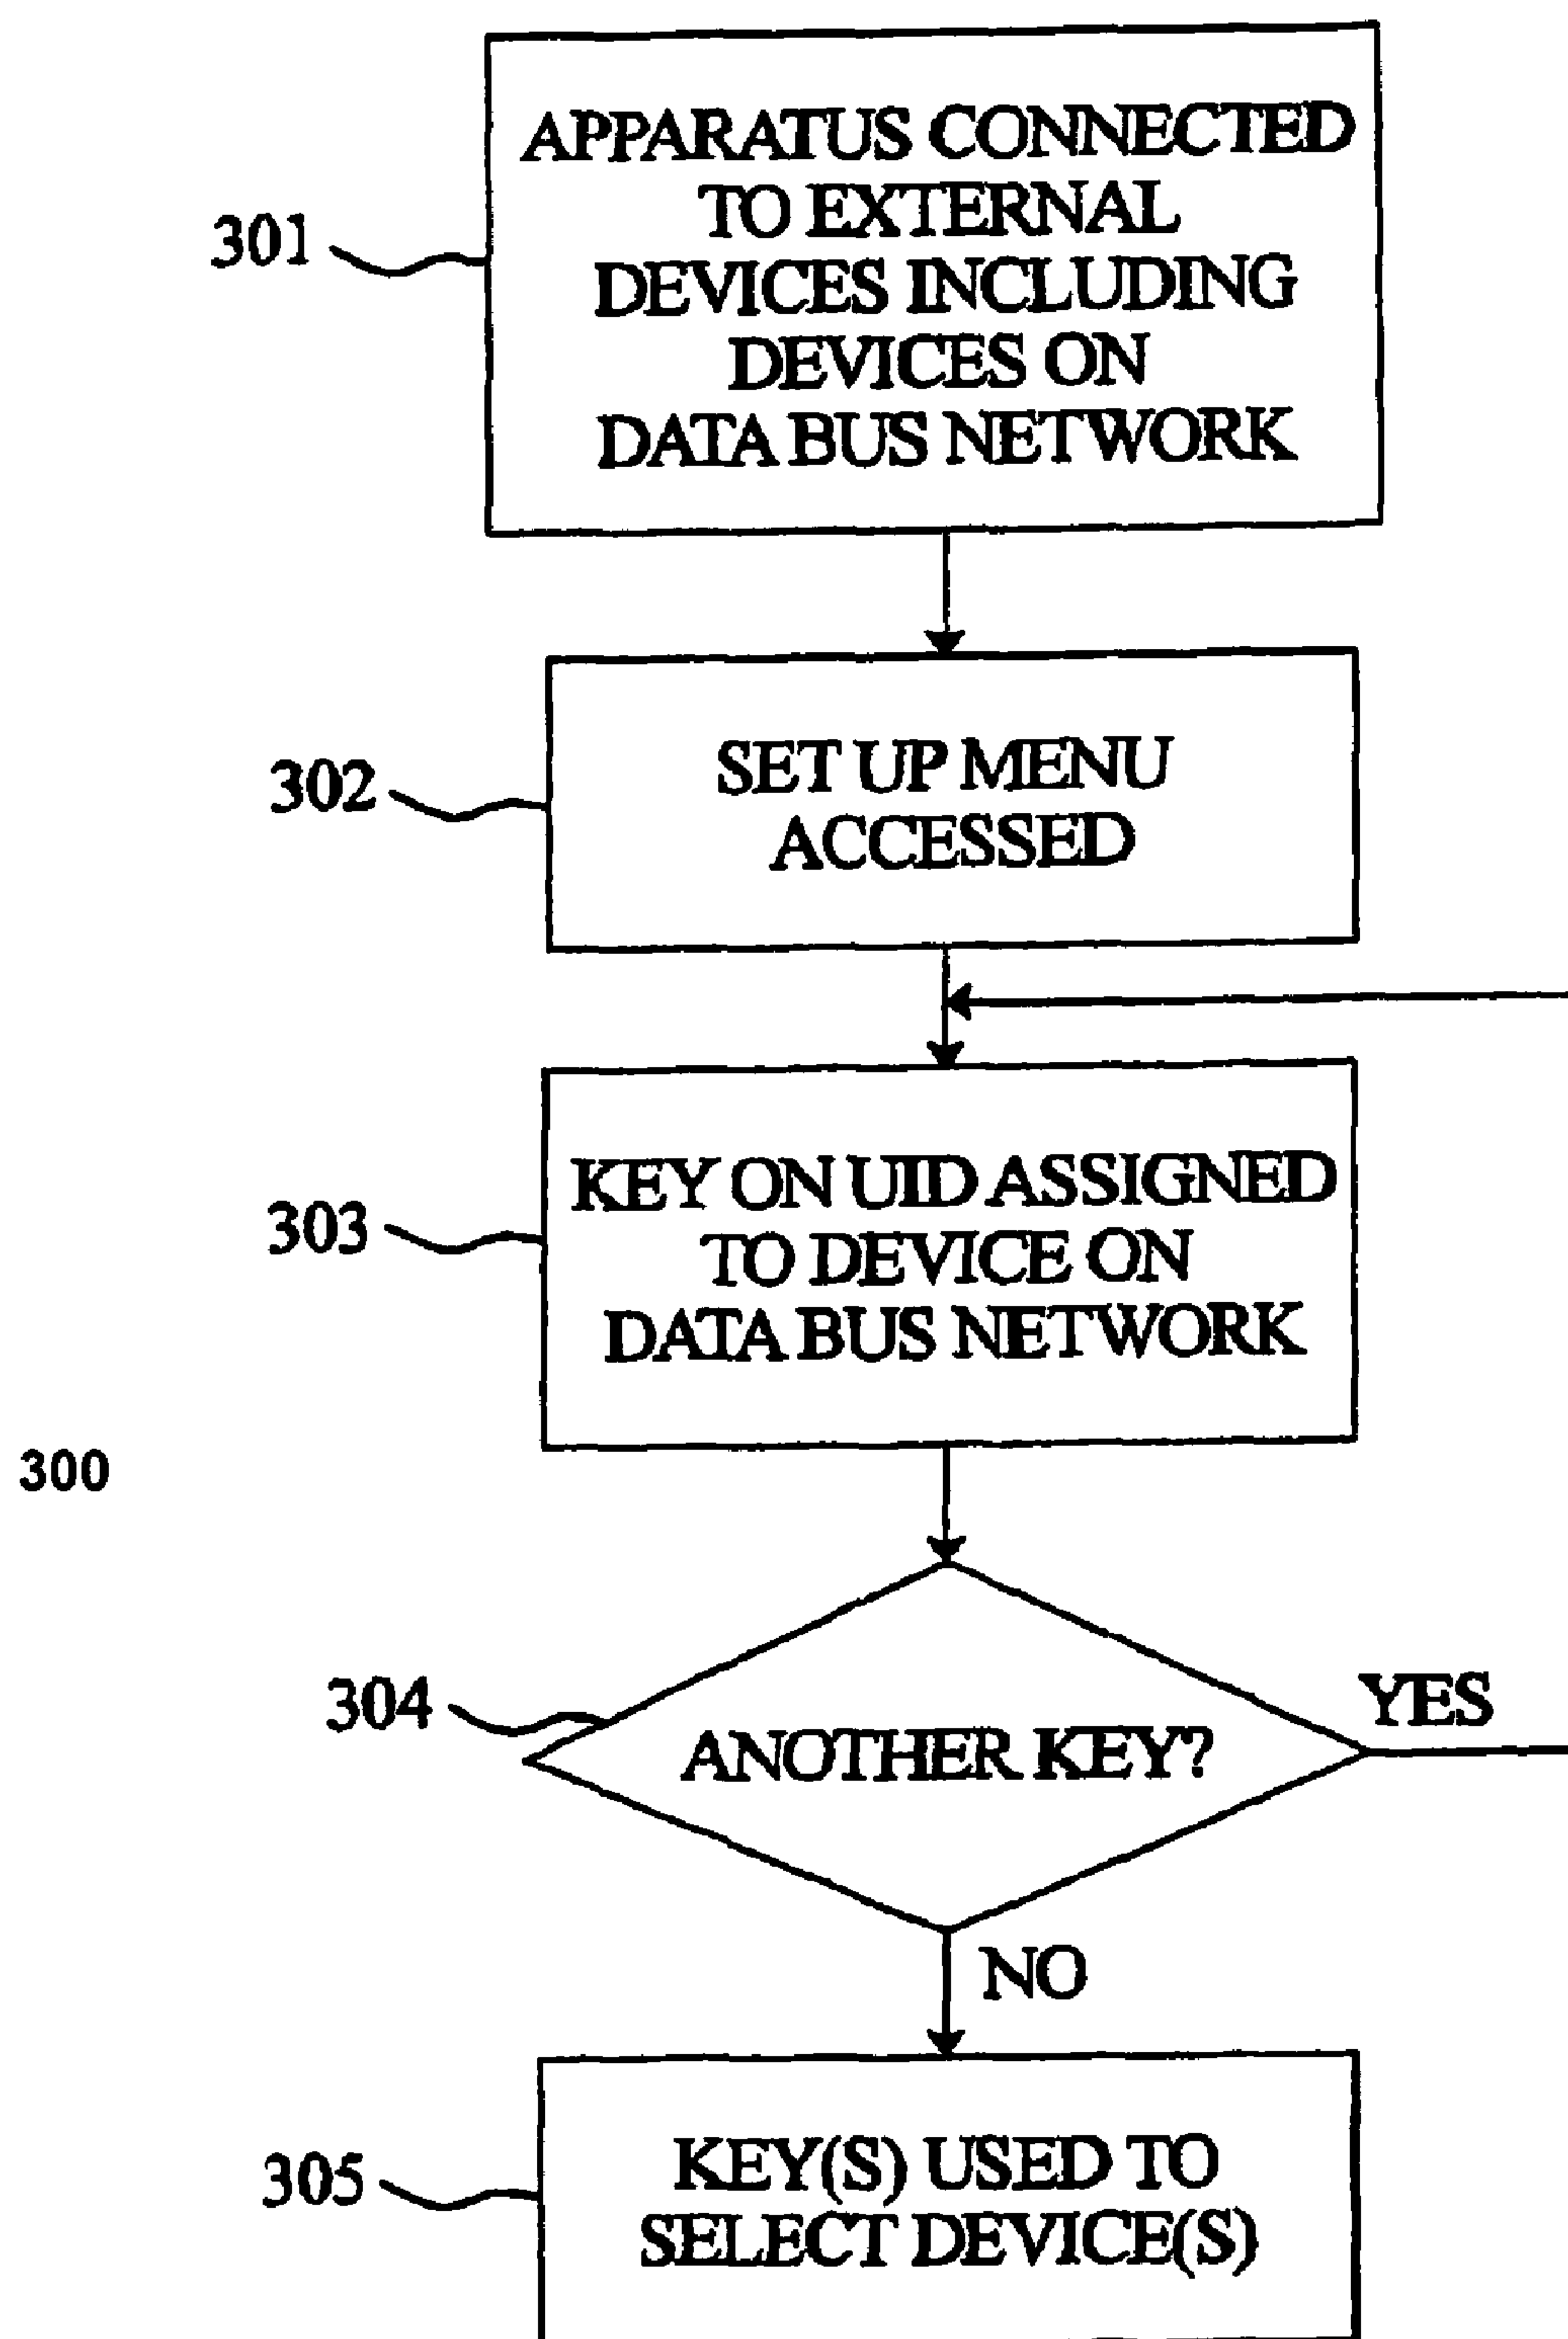 APPARATUS CONNECTED
TO EXTERNAL
DEVICES INCLUDING
DEVICES ON
DATA BUS NETWORK
301
SET UP MENU
ACCESSED
302
KEY ON UID ASSIGNED
TO DEVICE ON
DATA BUS NETWORK
303
300
304
ANOTHER KEY?
YES
NO
KEY(S) USED TO
SELECT DEVICE(S)
305